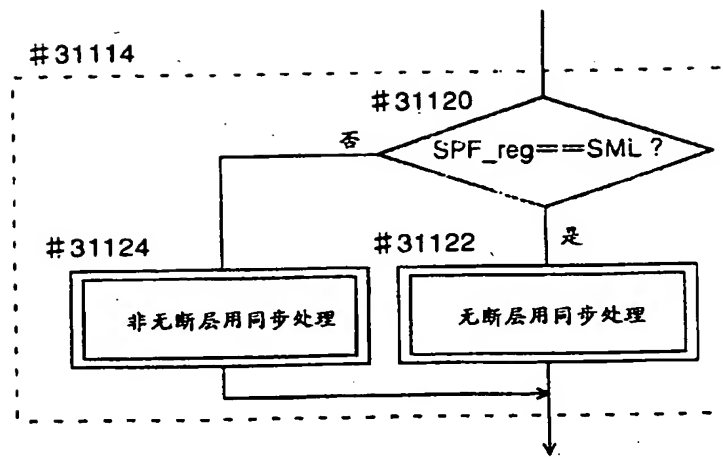 #31114
#31120
SPF_reg==SML?
否
是
#31124
#31122
非无断层用同步处理
无断层用同步处理